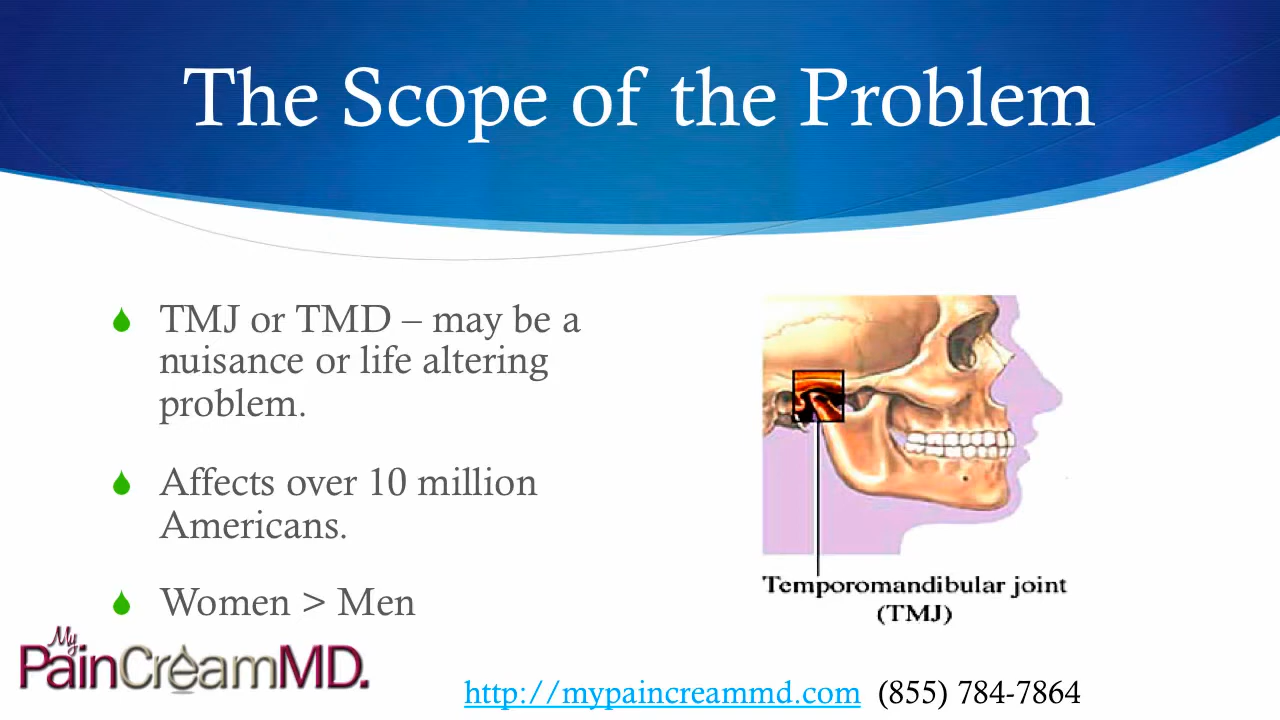 The Scope of the Problem
TMJ or TMD – may be a
nuisance or life altering
problem.
Affects over 10 million
Americans.
Women > Men
Temporomandibular joint
(TMJ)
My
PainCreamMD.
http://mypaincreammd.com (855) 784-7864